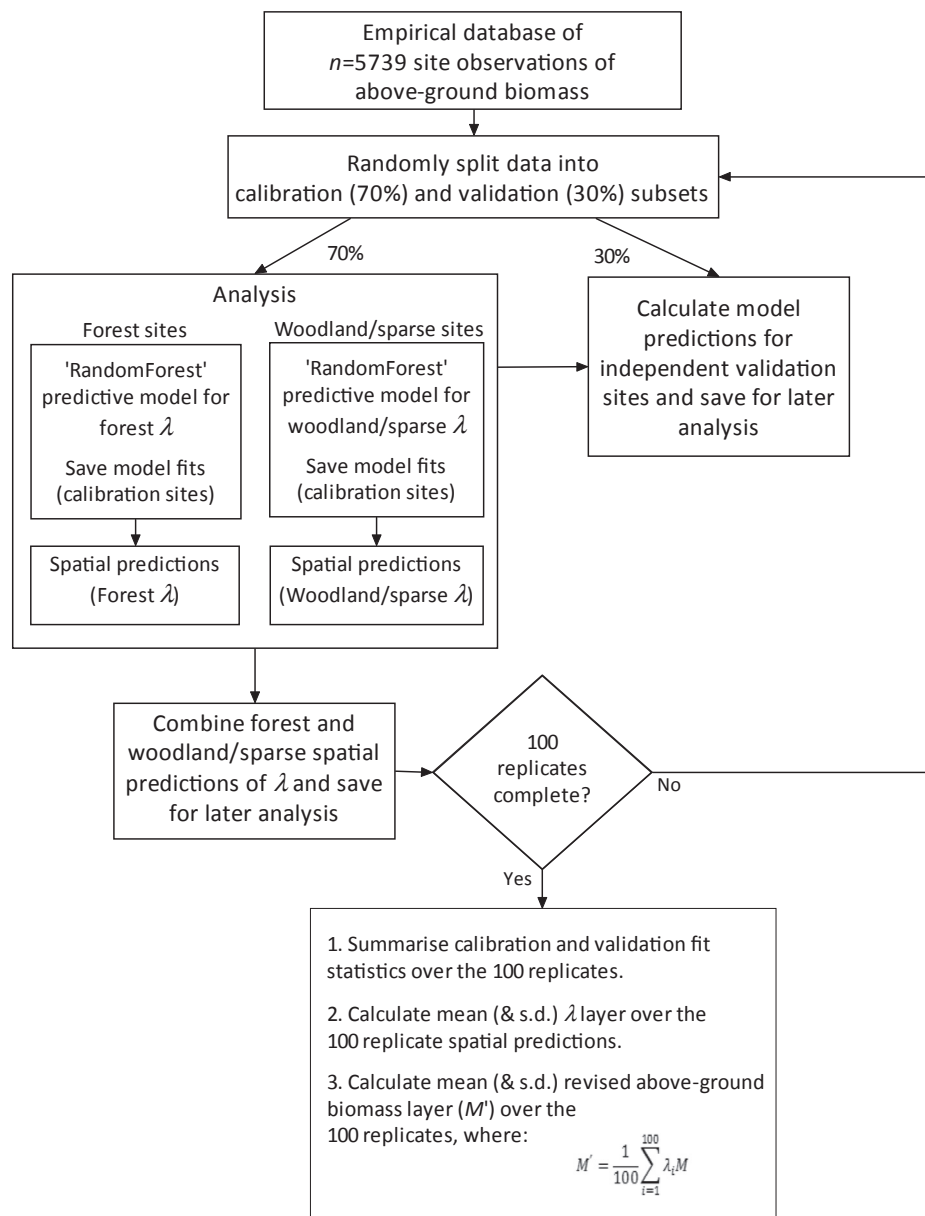 Empirical database of
n=5739 site observations of
above-ground biomass
Randomly split data into
calibration (70%) and validation (30%) subsets
70%
30%
Analysis
Forest sites
'RandomForest'
predictive model for
forest λ
Save model fits
(calibration sites)
Spatial predictions
(Forest λ)
Woodland/sparse sites
'RandomForest'
predictive model for
woodland/sparse λ
Save model fits
(calibration sites)
Spatial predictions
(Woodland/sparse λ)
Calculate model
predictions for
independent validation
sites and save for later
analysis
Combine forest and
woodland/sparse spatial
predictions of λ and save
for later analysis
100
replicates
complete?
No
Yes
1. Summarise calibration and validation fit
statistics over the 100 replicates.
2. Calculate mean (& s.d.) λ layer over the
100 replicate spatial predictions.
3. Calculate mean (& s.d.) revised above-ground
biomass layer (M') over the
100 replicates, where:
M' = 1/100 ∑_{i=1}^{100} λ_i M